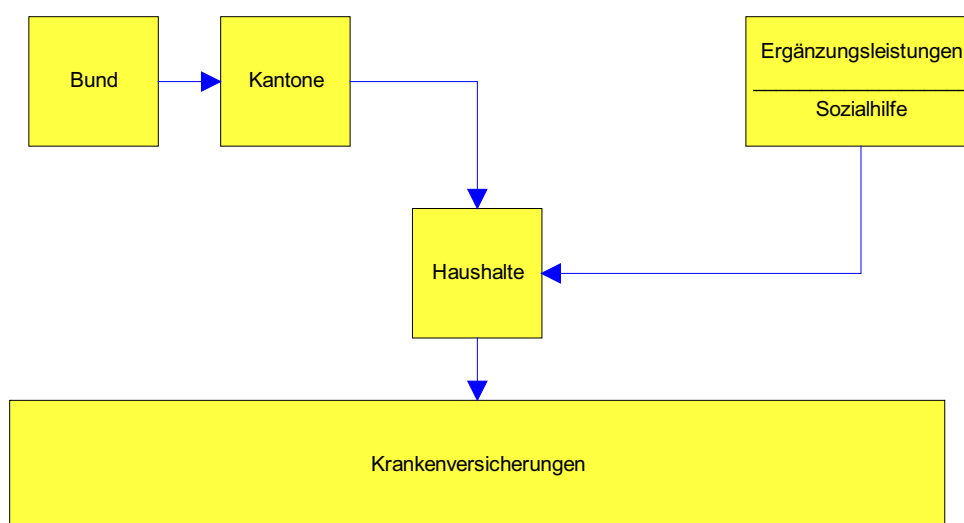 Bund
Kantone
Ergänzungsleistungen
Sozialhilfe
Haushalte
Krankenversicherungen